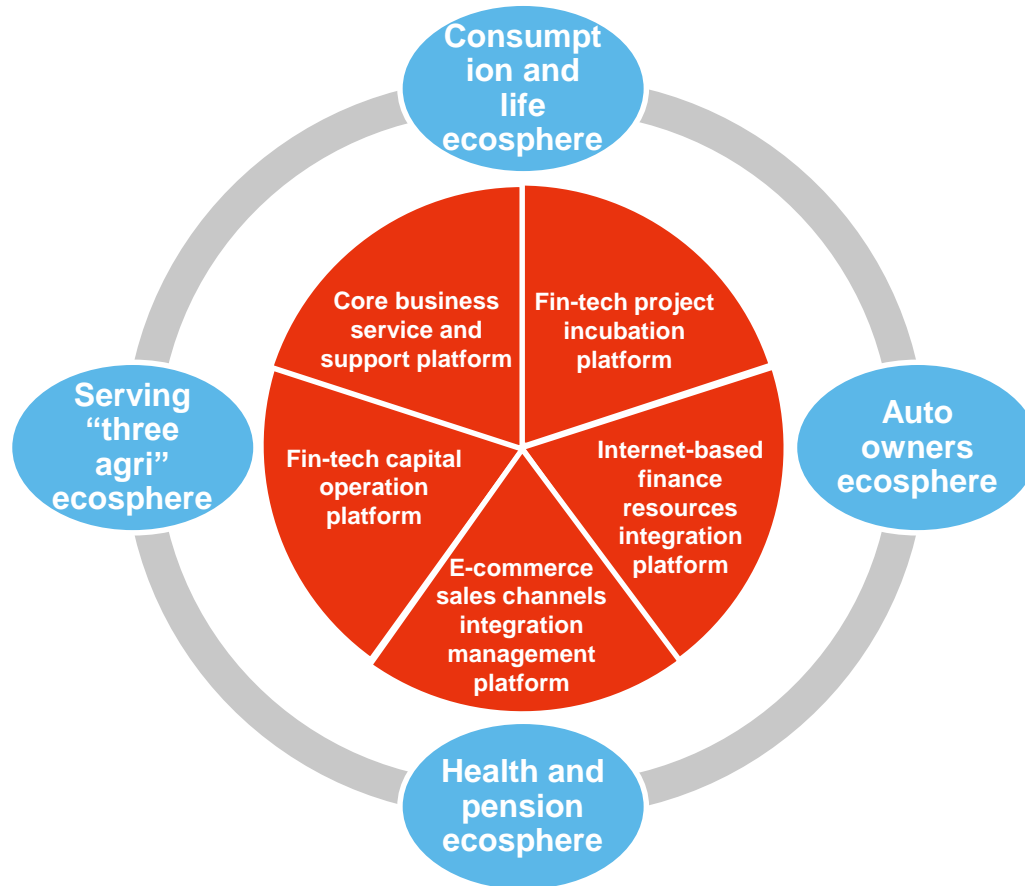 Consumpt
ion and
life
ecosphere
Core business
service and
support platform
Fin-tech project
incubation
platform
Serving
“three
agri”
ecosphere
Fin-tech capital
operation
platform
Internet-based
finance
resources
integration
platform
Auto
owners
ecosphere
E-commerce
sales channels
integration
management
platform
Health and
pension
ecosphere